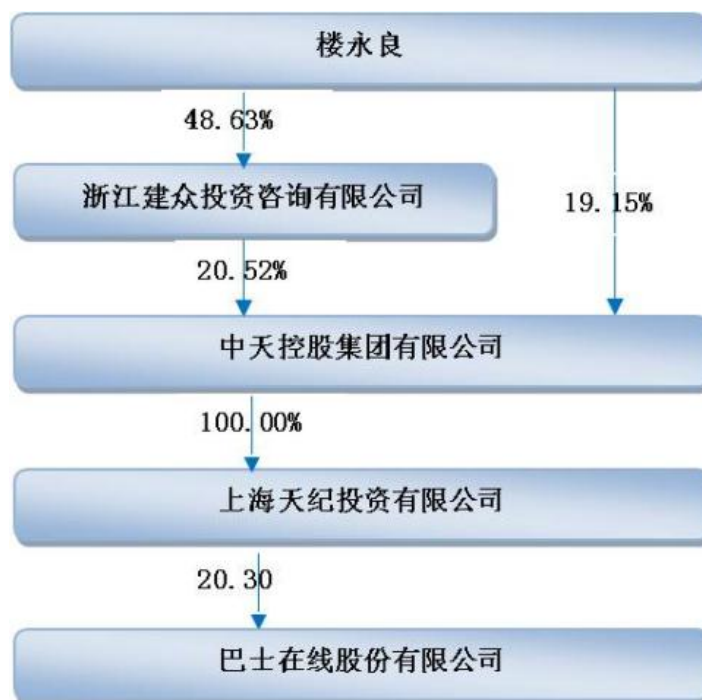 楼永良
48.63%
浙江建众投资咨询有限公司
19.15%
20.52%
中天控股集团有限公司
100.00%
上海天纪投资有限公司
20.30
巴士在线股份有限公司